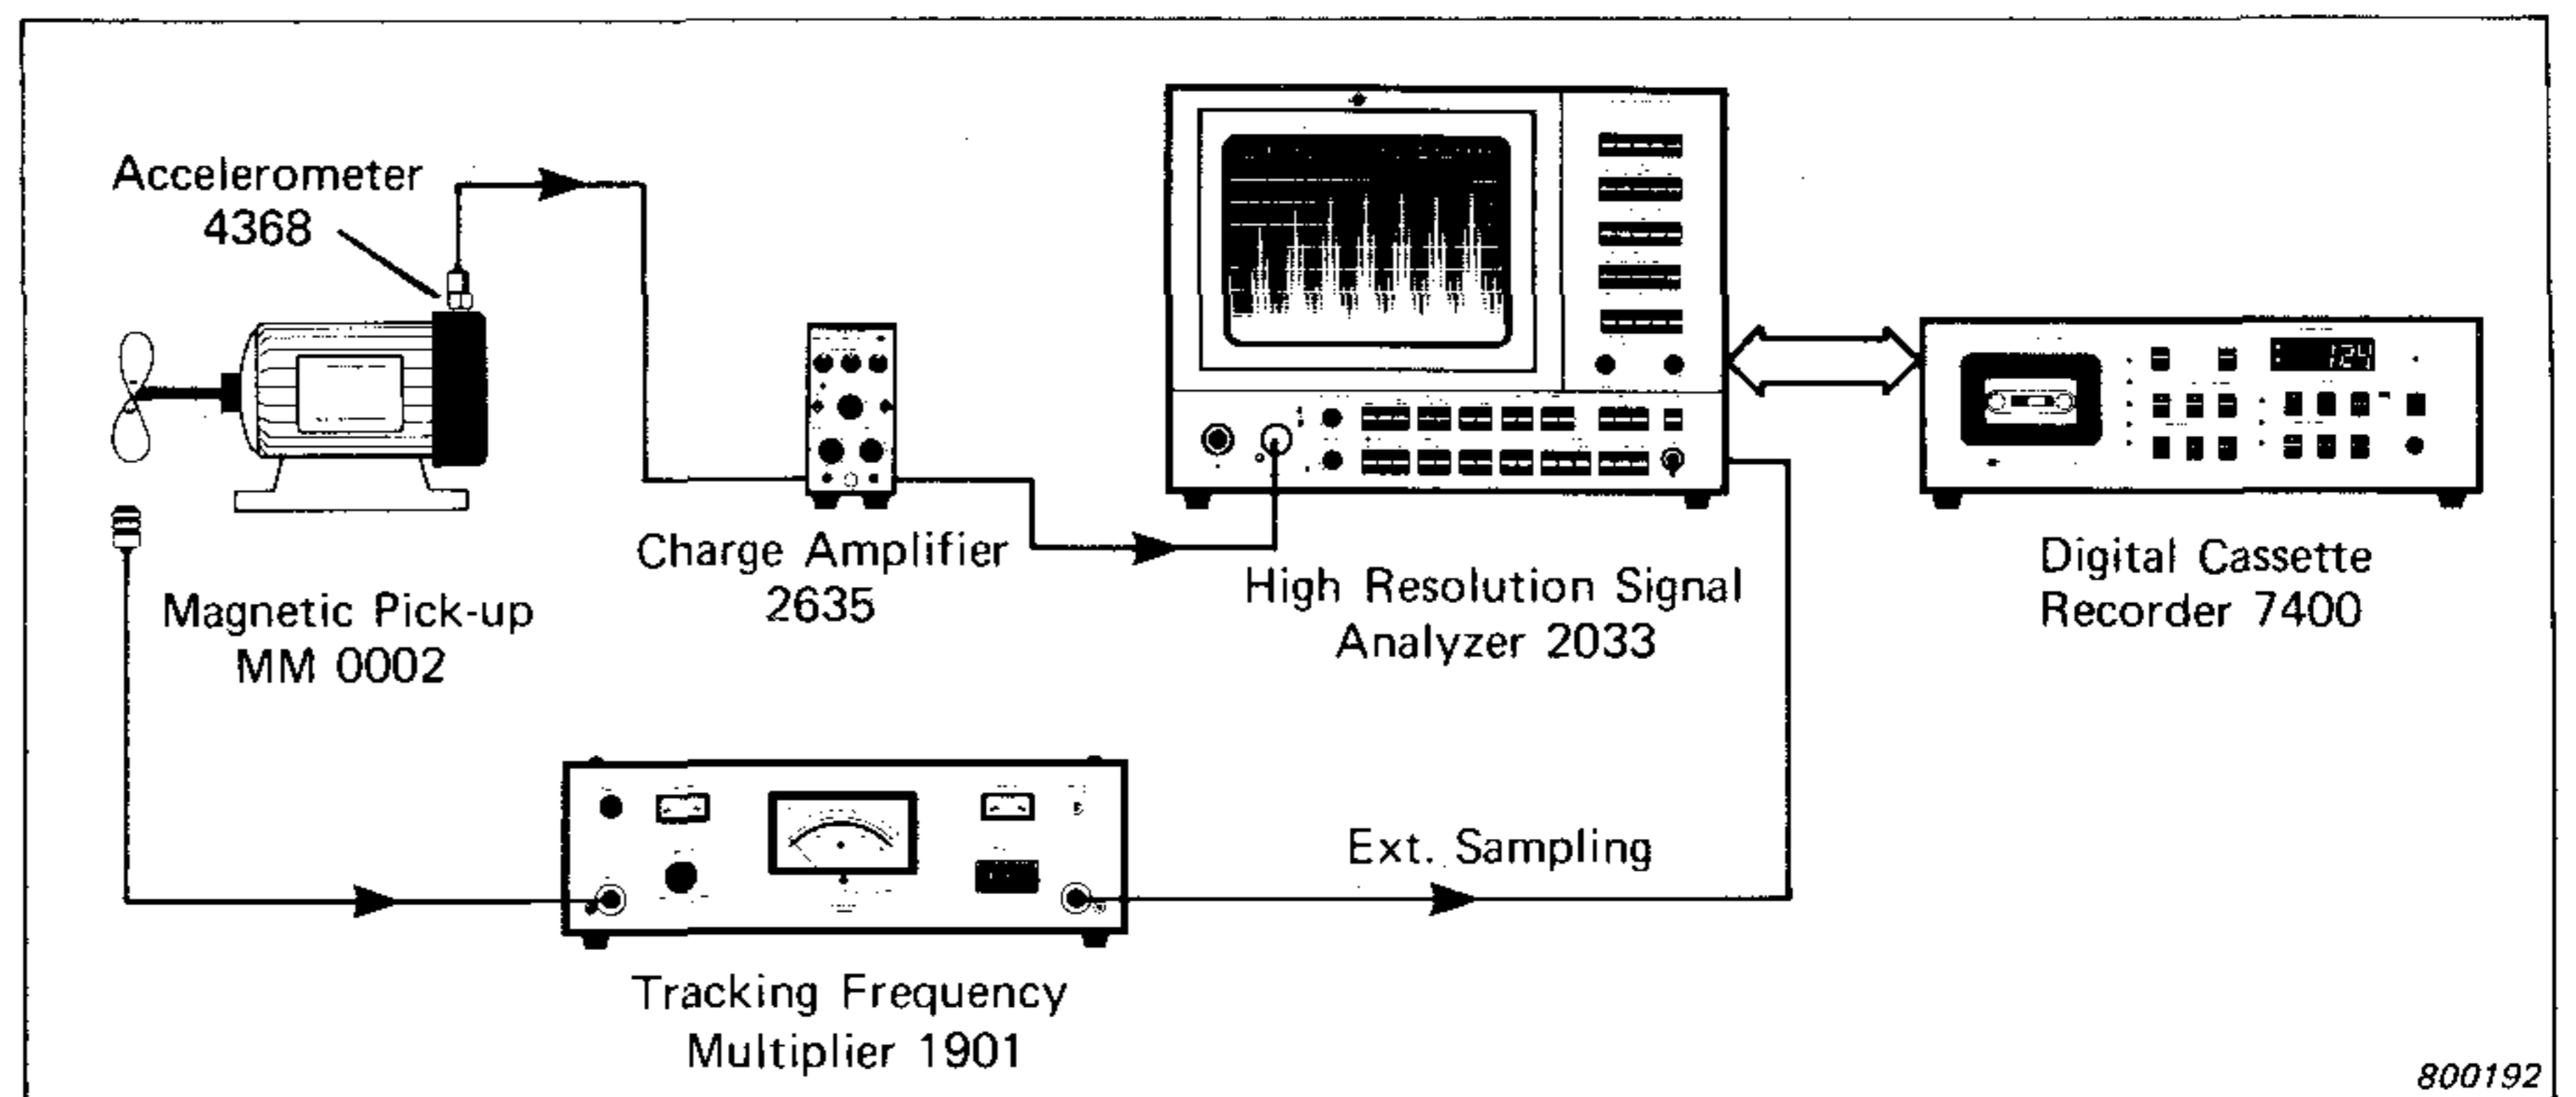 Accelerometer
4368
Magnetic Pick-up
MM 0002
Charge Amplifier
2635
High Resolution Signal
Analyzer 2033
Digital Cassette
Recorder 7400
124
Ext. Sampling
Tracking Frequency
Multiplier 1901
800192